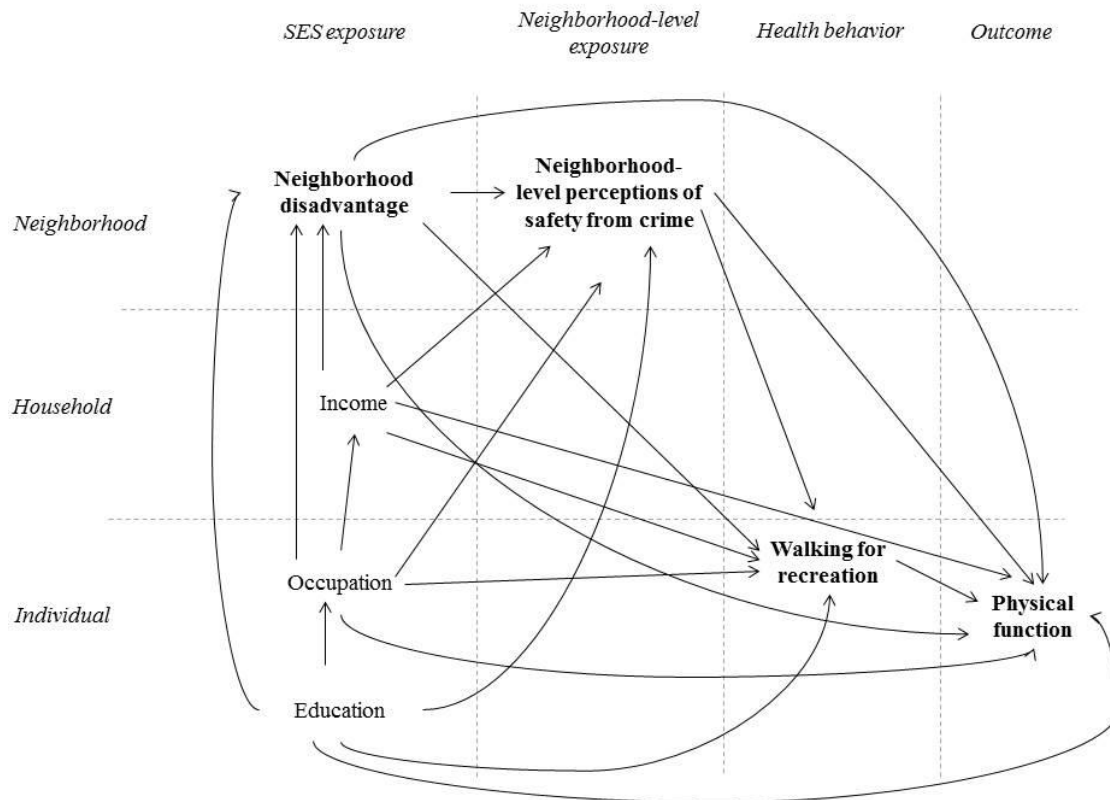 SES exposure
Neighborhood-level
exposure
Health behavior
Outcome
Neighborhood
Neighborhood
disadvantage
Neighborhood-
level perceptions of
safety from crime
Household
Income
Individual
Occupation
Walking for
recreation
Physical
function
Education